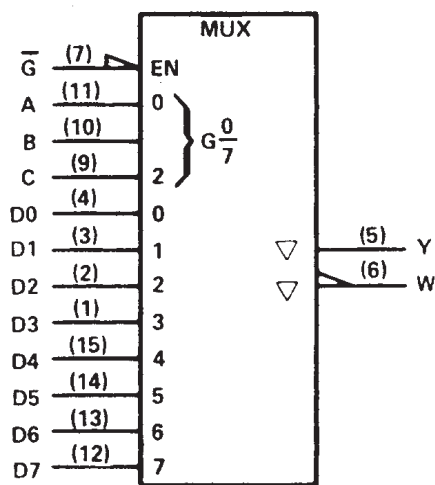 MUX
G̅ (7) EN
A (11) 0
B (10) G 0/7
C (9) 2
D0 (4) 0
D1 (3) 1 ▽ (5) Y
D2 (2) 2 ▽ (6) W
D3 (1) 3
D4 (15) 4
D5 (14) 5
D6 (13) 6
D7 (12) 7